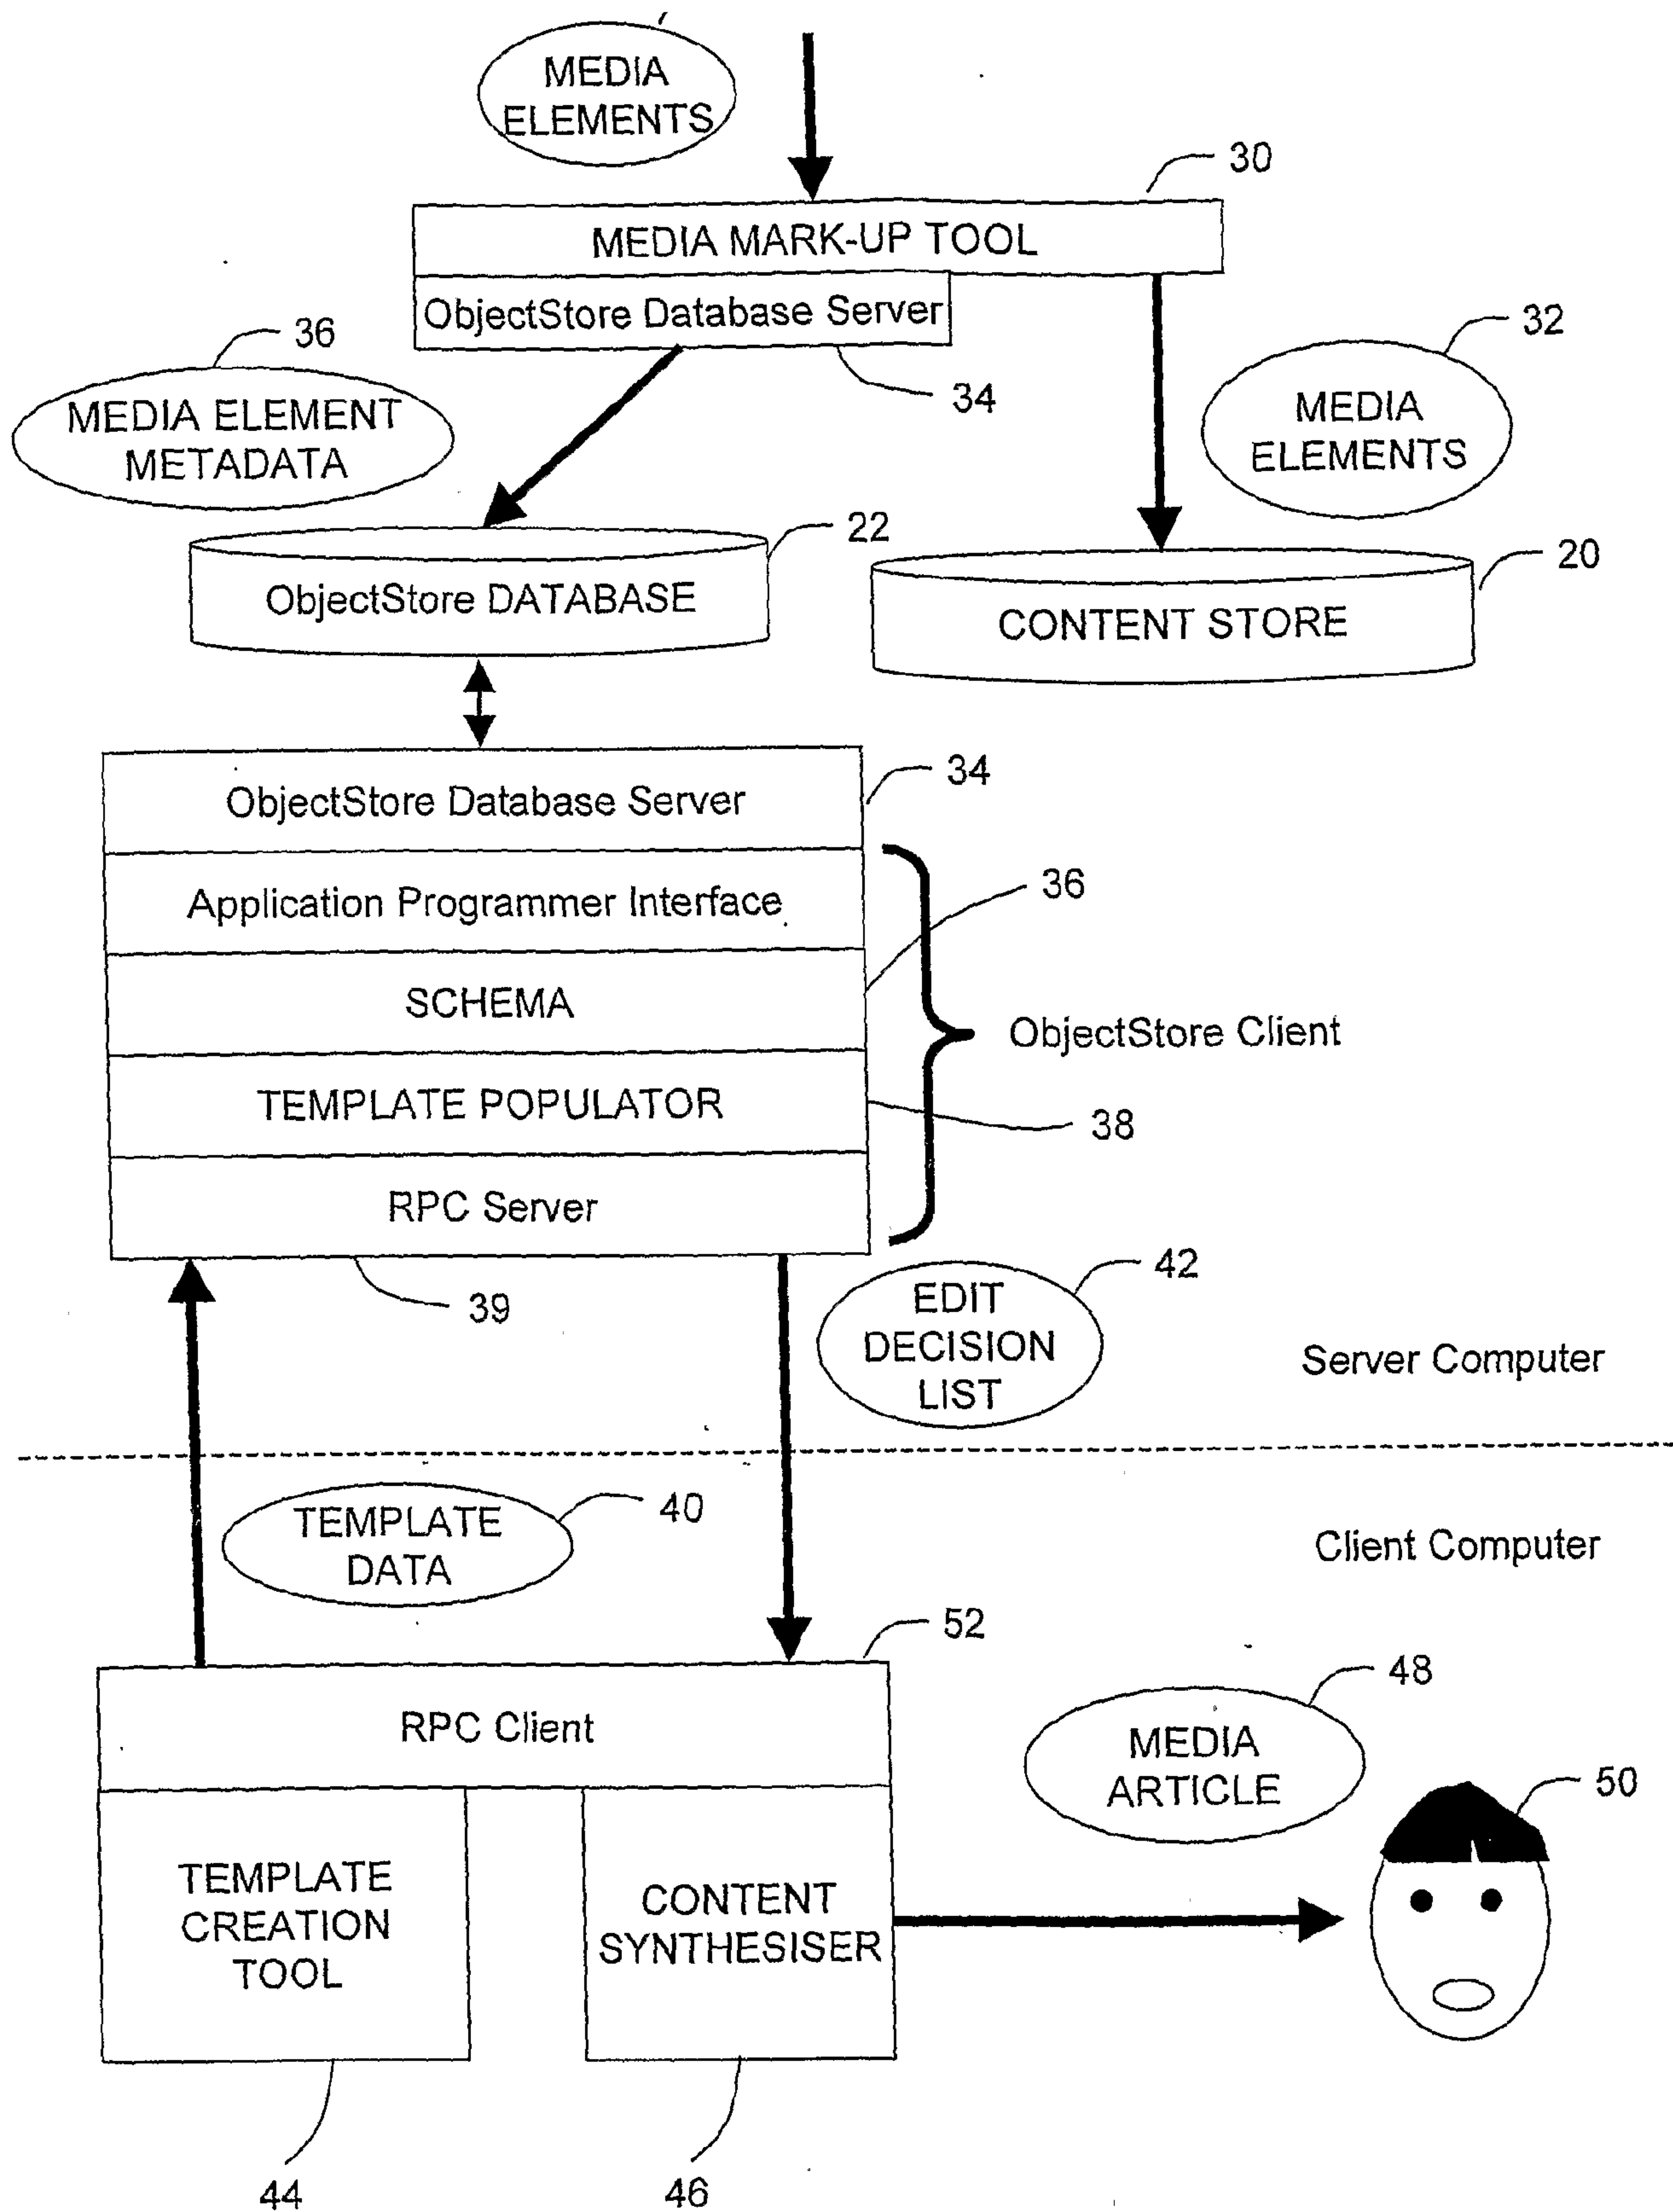 MEDIA
ELEMENTS
30
MEDIA MARK-UP TOOL
ObjectStore Database Server
36
34
32
MEDIA ELEMENT
METADATA
MEDIA
ELEMENTS
22
20
ObjectStore DATABASE
CONTENT STORE
34
ObjectStore Database Server
Application Programmer Interface
36
SCHEMA
ObjectStore Client
TEMPLATE POPULATOR
38
RPC Server
39
42
EDIT
DECISION
LIST
Server Computer
TEMPLATE
DATA
40
Client Computer
52
RPC Client
48
MEDIA
ARTICLE
50
TEMPLATE
CREATION
TOOL
CONTENT
SYNTHESISER
44
46